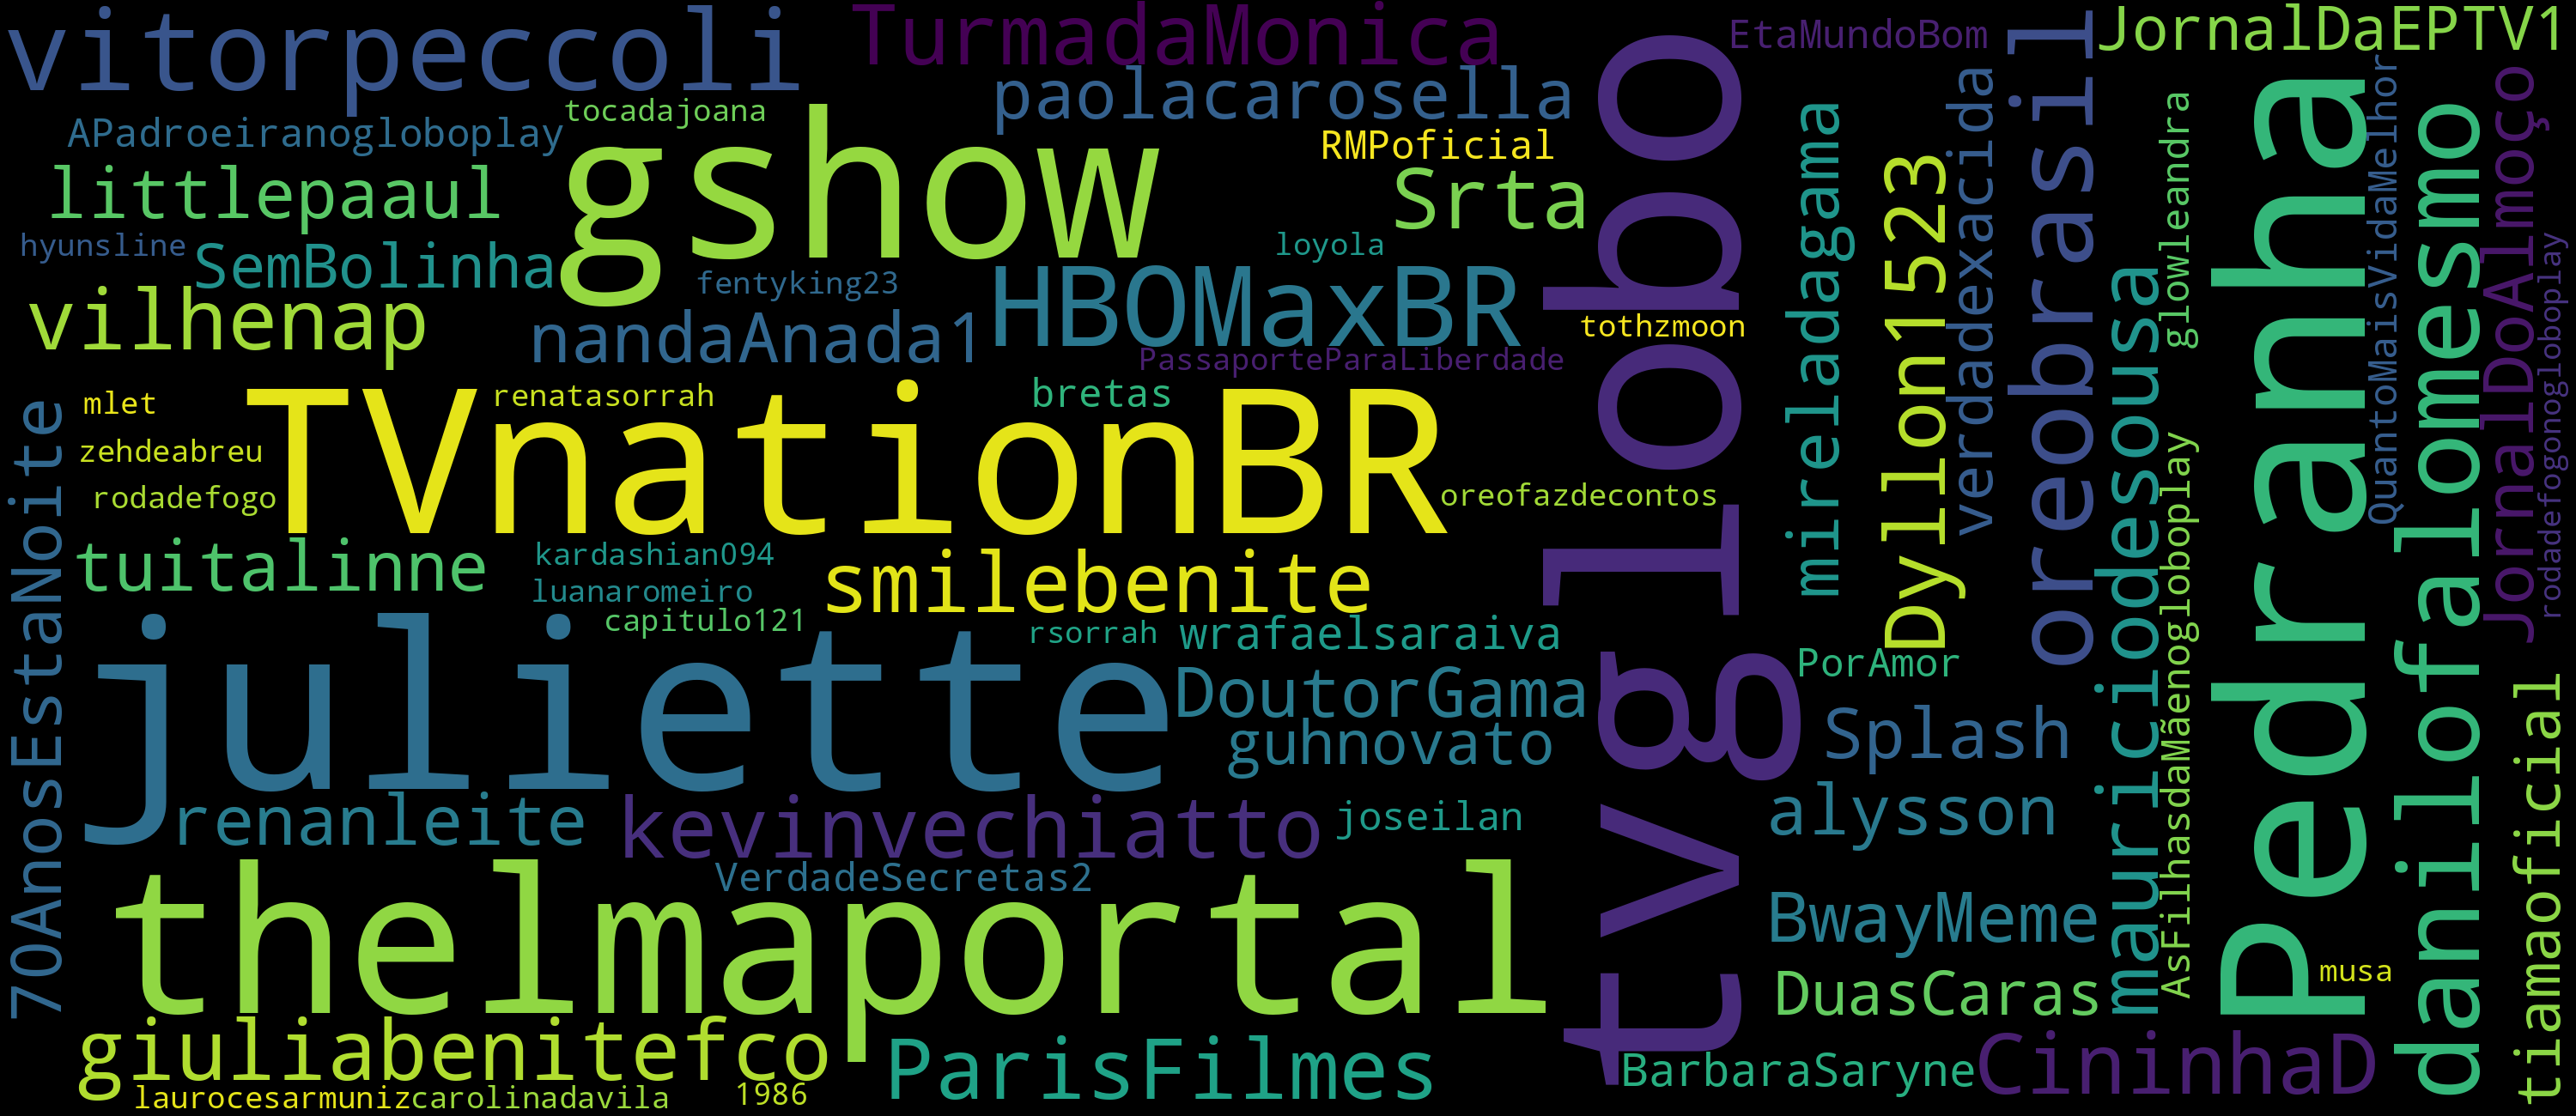 vitorpeccoli
TurmadaMonica
EtaMundoBom
JornalDaEPTV1
paolacarosella
tocadajoana
APadroeiranogloboplay
gshow
RMPoficial
littlepaaul
Srta
hyunsline
SemBolinha
loyola
fentyking23
HBOMaxBR
vilhenap
nandaAnada1
tothzmoon
PassaporteParaLiberdade
mlet
renatasorrah
bretas
TVnationBR
zehdeabreu
rodadefogo
oreofazdecontos
70AnosEstaNoite
tuitalinne
kardashian094
luanaromeiro
capitulo121
smilebenite
rsorrah
wrafaelsaraiva
juliette
DoutorGama
guhnovato
renanleite
kevinvechiatto
joseilan
VerdadeSecretas2
thelmaportal
giuliabenitefco
ParisFilmes
laurocesarmuniz
carolinadavila
1986
tvglobo
mireladagama
Dyllon1523
verdadexacida
oreobrasil
mauriciodesousa
glowleandra
AsFilhasdaMãenogloboplay
Pedranha
QuantoMaisVidaMelhor
danilofalomesmo
JornalDoAlmoço
rodadefogonogloboplay
tiamaoficial
PorAmor
Splash
alysson
BwayMeme
DuasCaras
musa
BarbaraSaryne
CininhaD